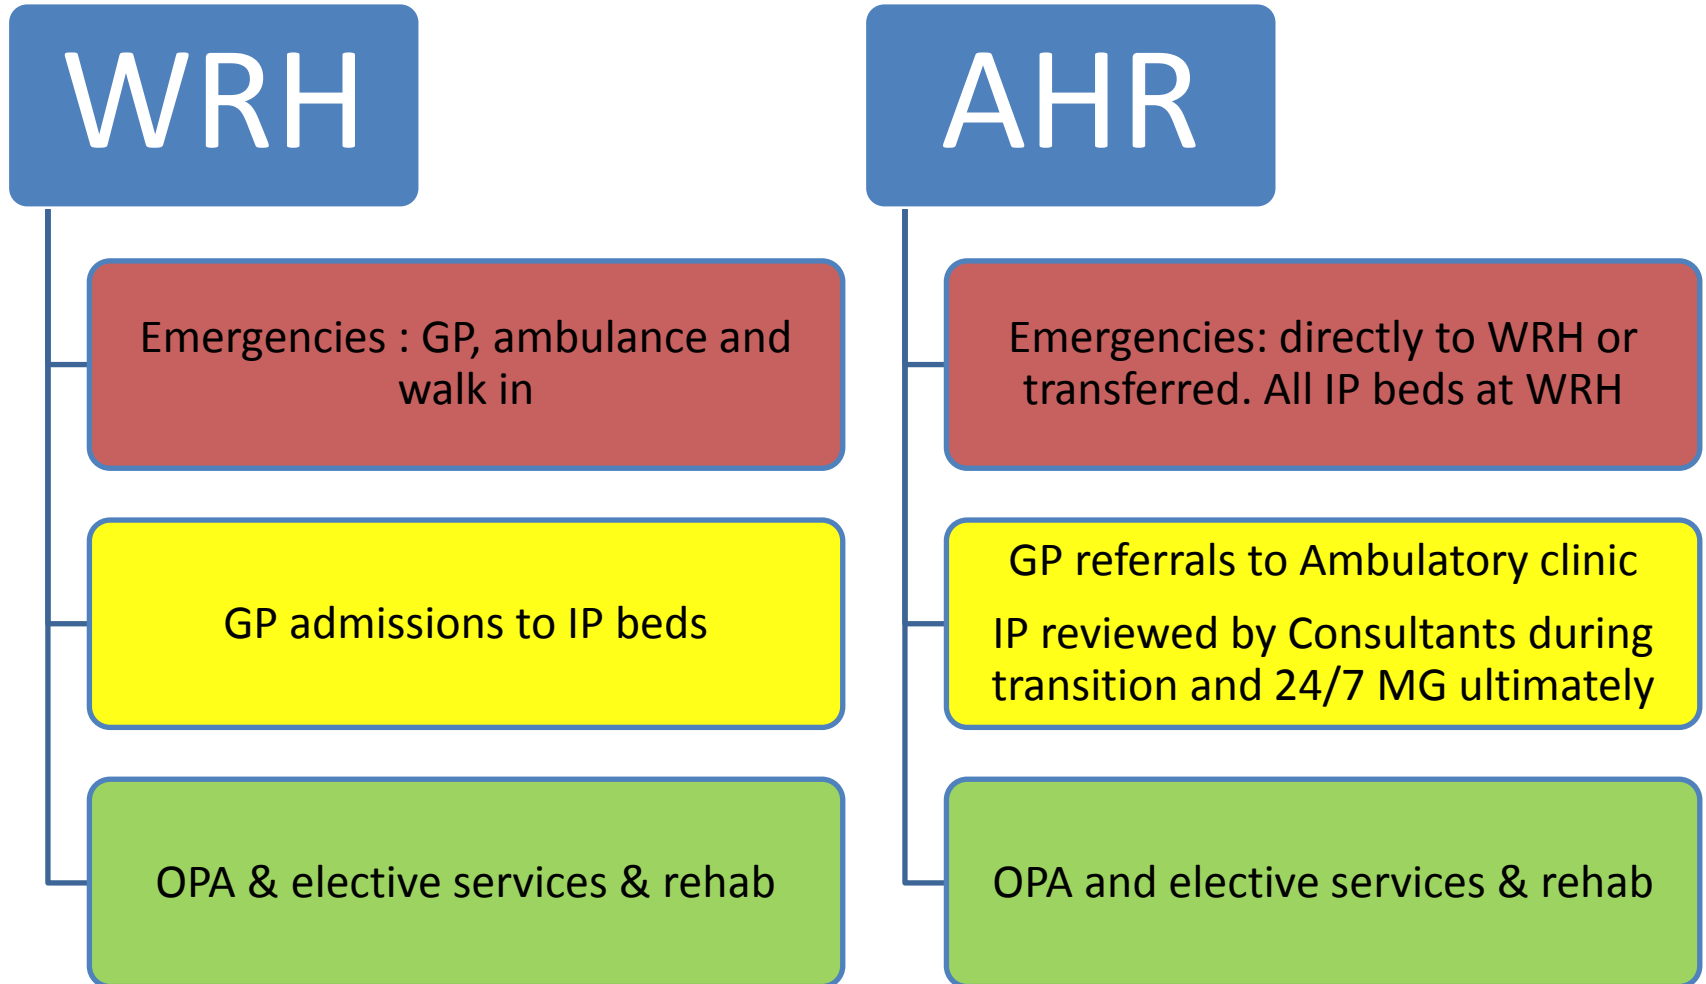 WRH
Emergencies : GP, ambulance and
walk in
GP admissions to IP beds
OPA & elective services & rehab
AHR
Emergencies: directly to WRH or
transferred. All IP beds at WRH
GP referrals to Ambulatory clinic
IP reviewed by Consultants during
transition and 24/7 MG ultimately
OPA and elective services & rehab